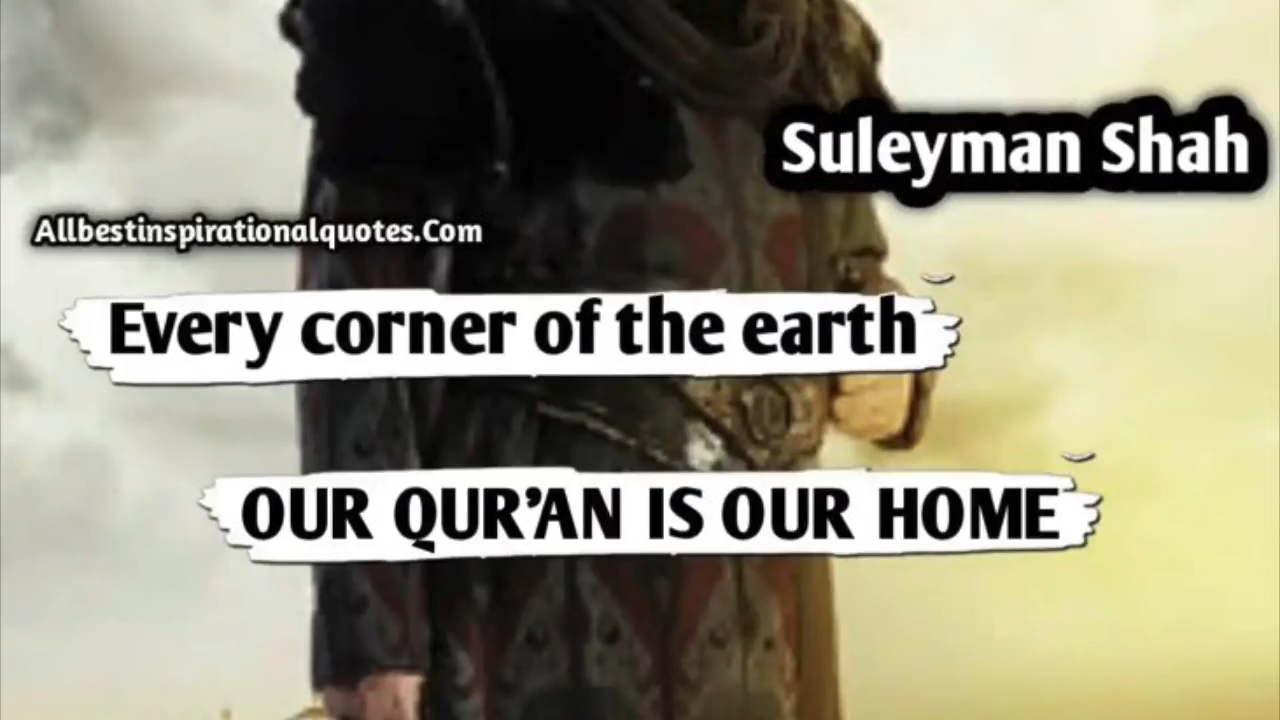 Suleyman Shah
Allbestinspirationalquotes.Com
Every corner of the earth
OUR QUR’AN IS OUR HOME